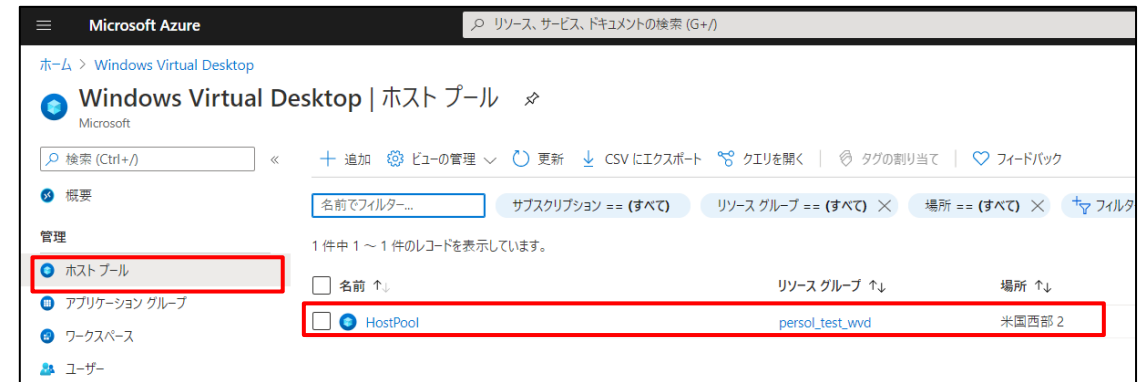 Microsoft Azure
リソース、サービス、ドキュメントの検索 (G+/)
ホーム > Windows Virtual Desktop
Windows Virtual Desktop | ホスト プール
Microsoft
検索 (Ctrl+/)
«
追加 ビューの管理 更新 CSV にエクスポート クエリを開く タグの割り当て フィードバック
概要
名前でフィルター... サブスクリプション == (すべて) リソース グループ == (すべて) 場所 == (すべて) フィルタ
管理
1 件中 1 ~ 1 件のレコードを表示しています。
ホスト プール
名前 ↑↓ リソース グループ ↑↓ 場所 ↑↓
アプリケーション グループ
HostPool persol_test_wvd 米国西部 2
ワークスペース
ユーザー